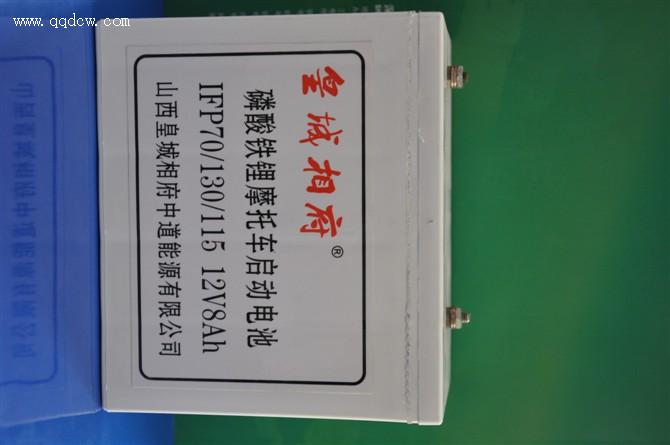 www.qqdcw.com
皇城相府®
磷酸铁锂摩托车启动电池
IFP70/130/115 12V8Ah
山西皇城相府中道能源有限公司